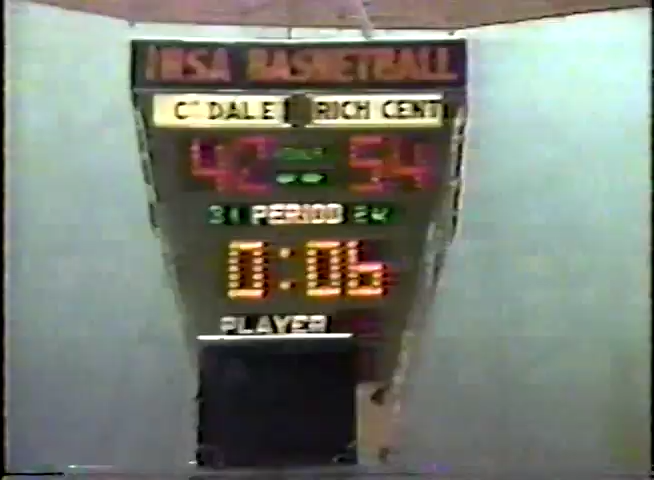 IHSA BASKETBALL
C'DALE RICH CENT
42 54
PERIOD
0:06
PLAYER